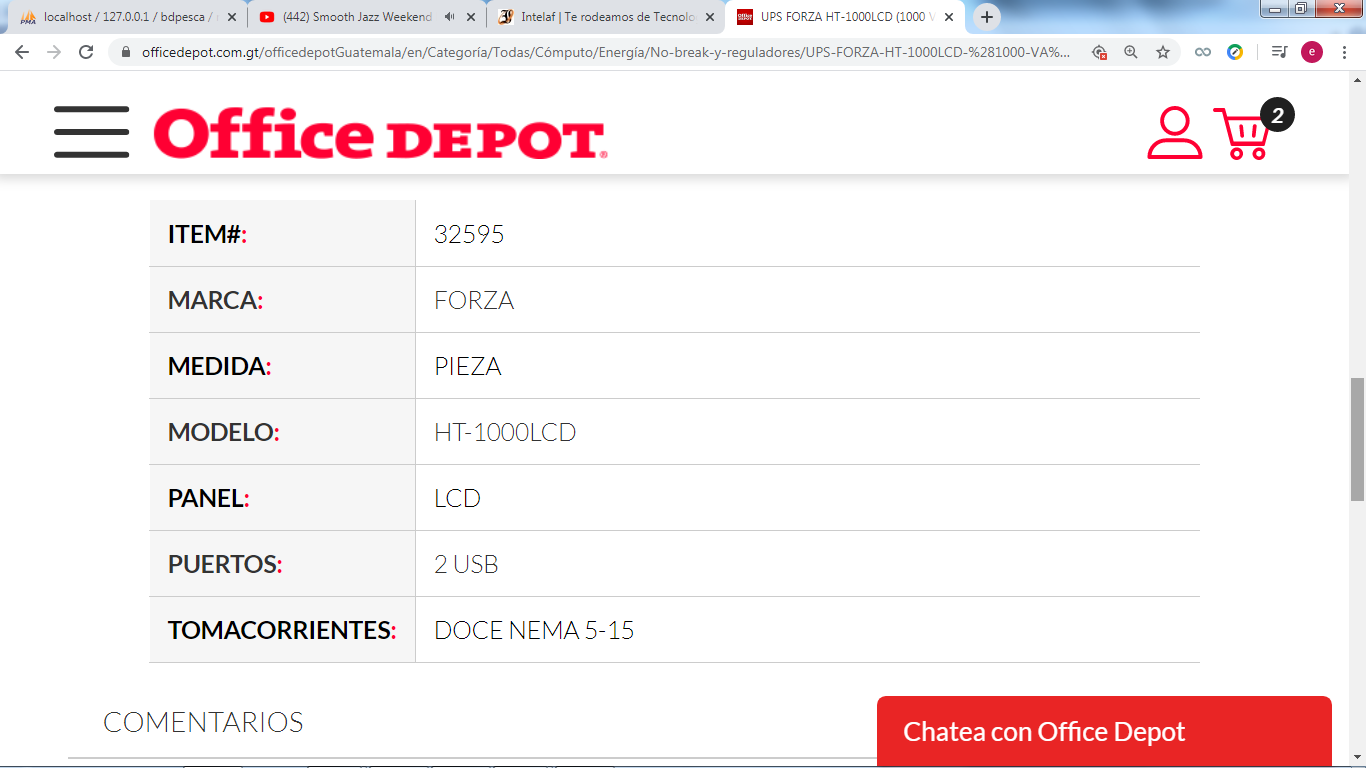 localhost / 127.0.0.1 / bdpesca /
(442) Smooth Jazz Weekend
Intelaf | Te rodeamos de Tecnolo
UPS FORZA HT-1000LCD (1000 V
officedepot.com.gt/officedepotGuatemala/en/Categoría/Todas/Cómputo/Energía/No-break-y-reguladores/UPS-FORZA-HT-1000LCD-%281000-VA%...
e
Office DEPOT®
2
ITEM#: 32595
MARCA: FORZA
MEDIDA: PIEZA
MODELO: HT-1000LCD
PANEL: LCD
PUERTOS: 2 USB
TOMACORRIENTES: DOCE NEMA 5-15
COMENTARIOS
Chatea con Office Depot